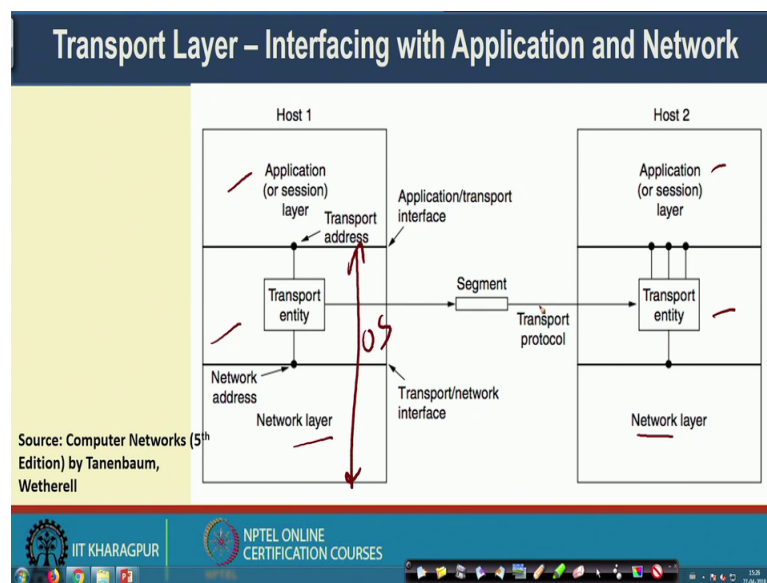 Transport Layer – Interfacing with Application and Network
Host 1
Host 2
Application
(or session)
layer
Transport
address
Application/transport
interface
Application
(or session)
layer
Transport
entity
Segment
Transport
protocol
Transport
entity
OS
Network
address
Transport/network
interface
Network layer
Network layer
Source: Computer Networks (5th
Edition) by Tanenbaum,
Wetherell
IIT KHARAGPUR
NPTEL ONLINE
CERTIFICATION COURSES
15:26